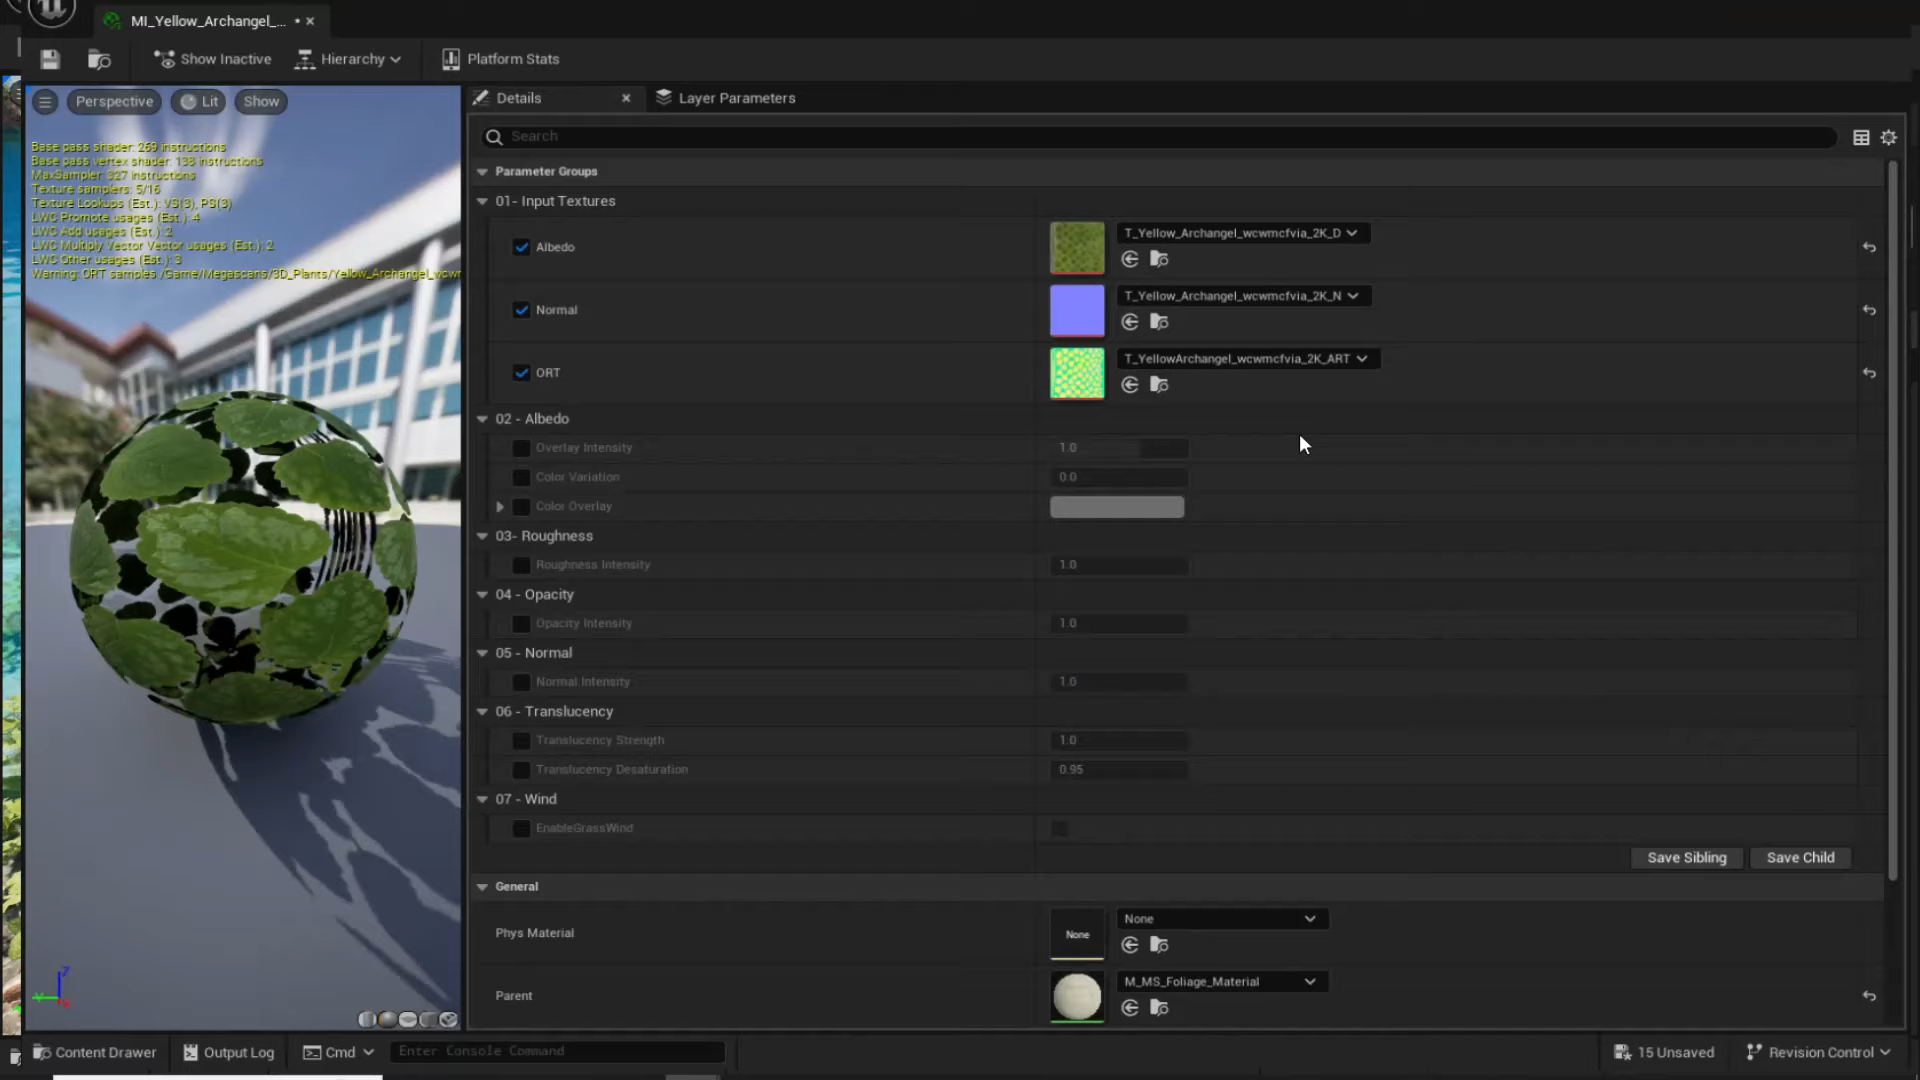 MI_Yellow_Archangel_...
Show Inactive
Hierarchy
Platform Stats
Perspective
Lit
Show
Base pass shader: 269 instructions
Base pass vertex shader: 138 instructions
MaxSampler: 327 instructions
Texture samplers: 5/16
Texture Lookups (Est.): VS(3), PS(3)
LWC Promote usages (Est.): 4
LWC Add usages (Est.): 2
LWC Multiply Vector Vector usages (Est.): 2
LWC Other usages (Est.): 3
Warning: ORT samples /Game/Megascans/3D_Plants/Yellow_Archangel_wcwm
Details
Layer Parameters
Search
Parameter Groups
01- Input Textures
Albedo
T_Yellow_Archangel_wcwmcfvia_2K_D
Normal
T_Yellow_Archangel_wcwmcfvia_2K_N
ORT
T_YellowArchangel_wcwmcfvia_2K_ART
02 - Albedo
Overlay Intensity
1.0
Color Variation
0.0
Color Overlay
03- Roughness
Roughness Intensity
1.0
04 - Opacity
Opacity Intensity
1.0
05 - Normal
Normal Intensity
1.0
06 - Translucency
Translucency Strength
1.0
Translucency Desaturation
0.95
07 - Wind
EnableGrassWind
Save Sibling
Save Child
General
Phys Material
None
None
Parent
M_MS_Foliage_Material
Content Drawer
Output Log
Cmd
Enter Console Command
15 Unsaved
Revision Control